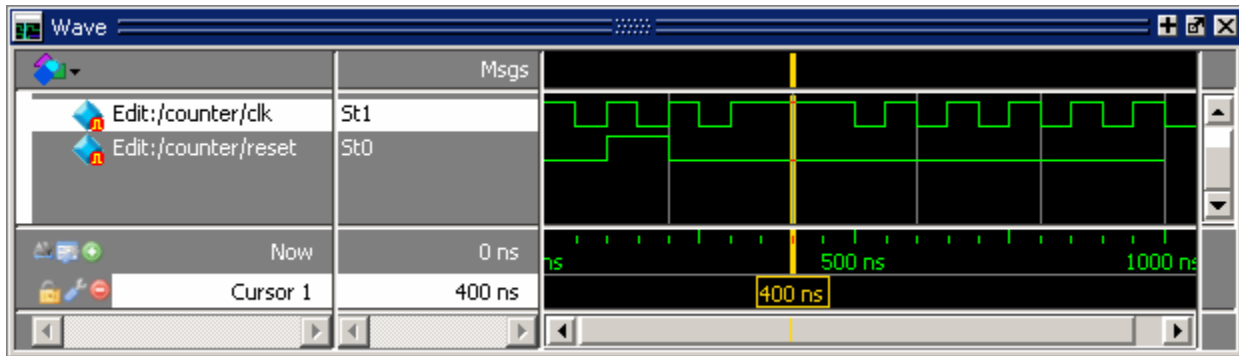 Wave
Msgs
Edit:/counter/clk St1
Edit:/counter/reset St0
Now 0 ns ns 500 ns 1000 ns
Cursor 1 400 ns 400 ns